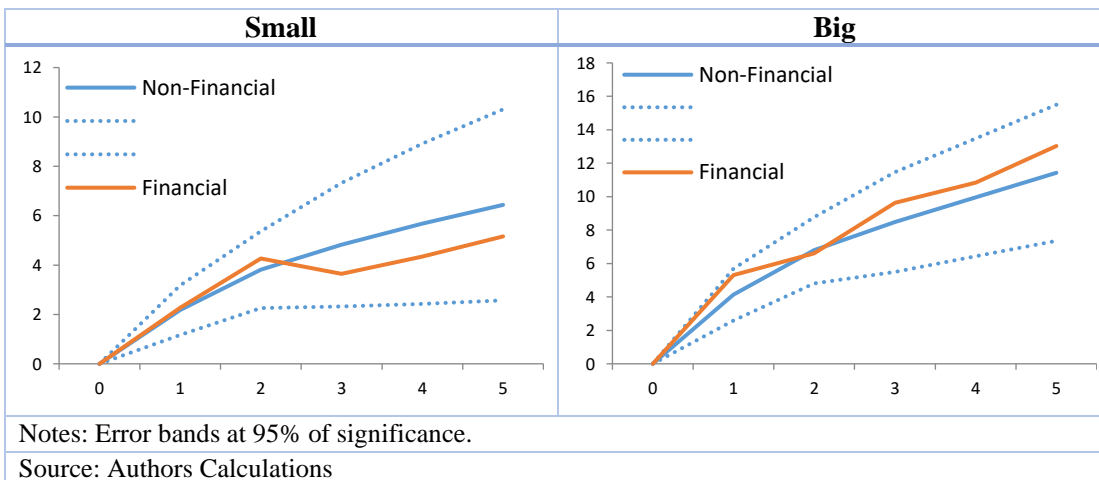 Small
Big
12
10
8
6
4
2
0
Non-Financial
Financial
0 1 2 3 4 5
18
16
14
12
10
8
6
4
2
0
Non-Financial
Financial
0 1 2 3 4 5
Notes: Error bands at 95% of significance.
Source: Authors Calculations